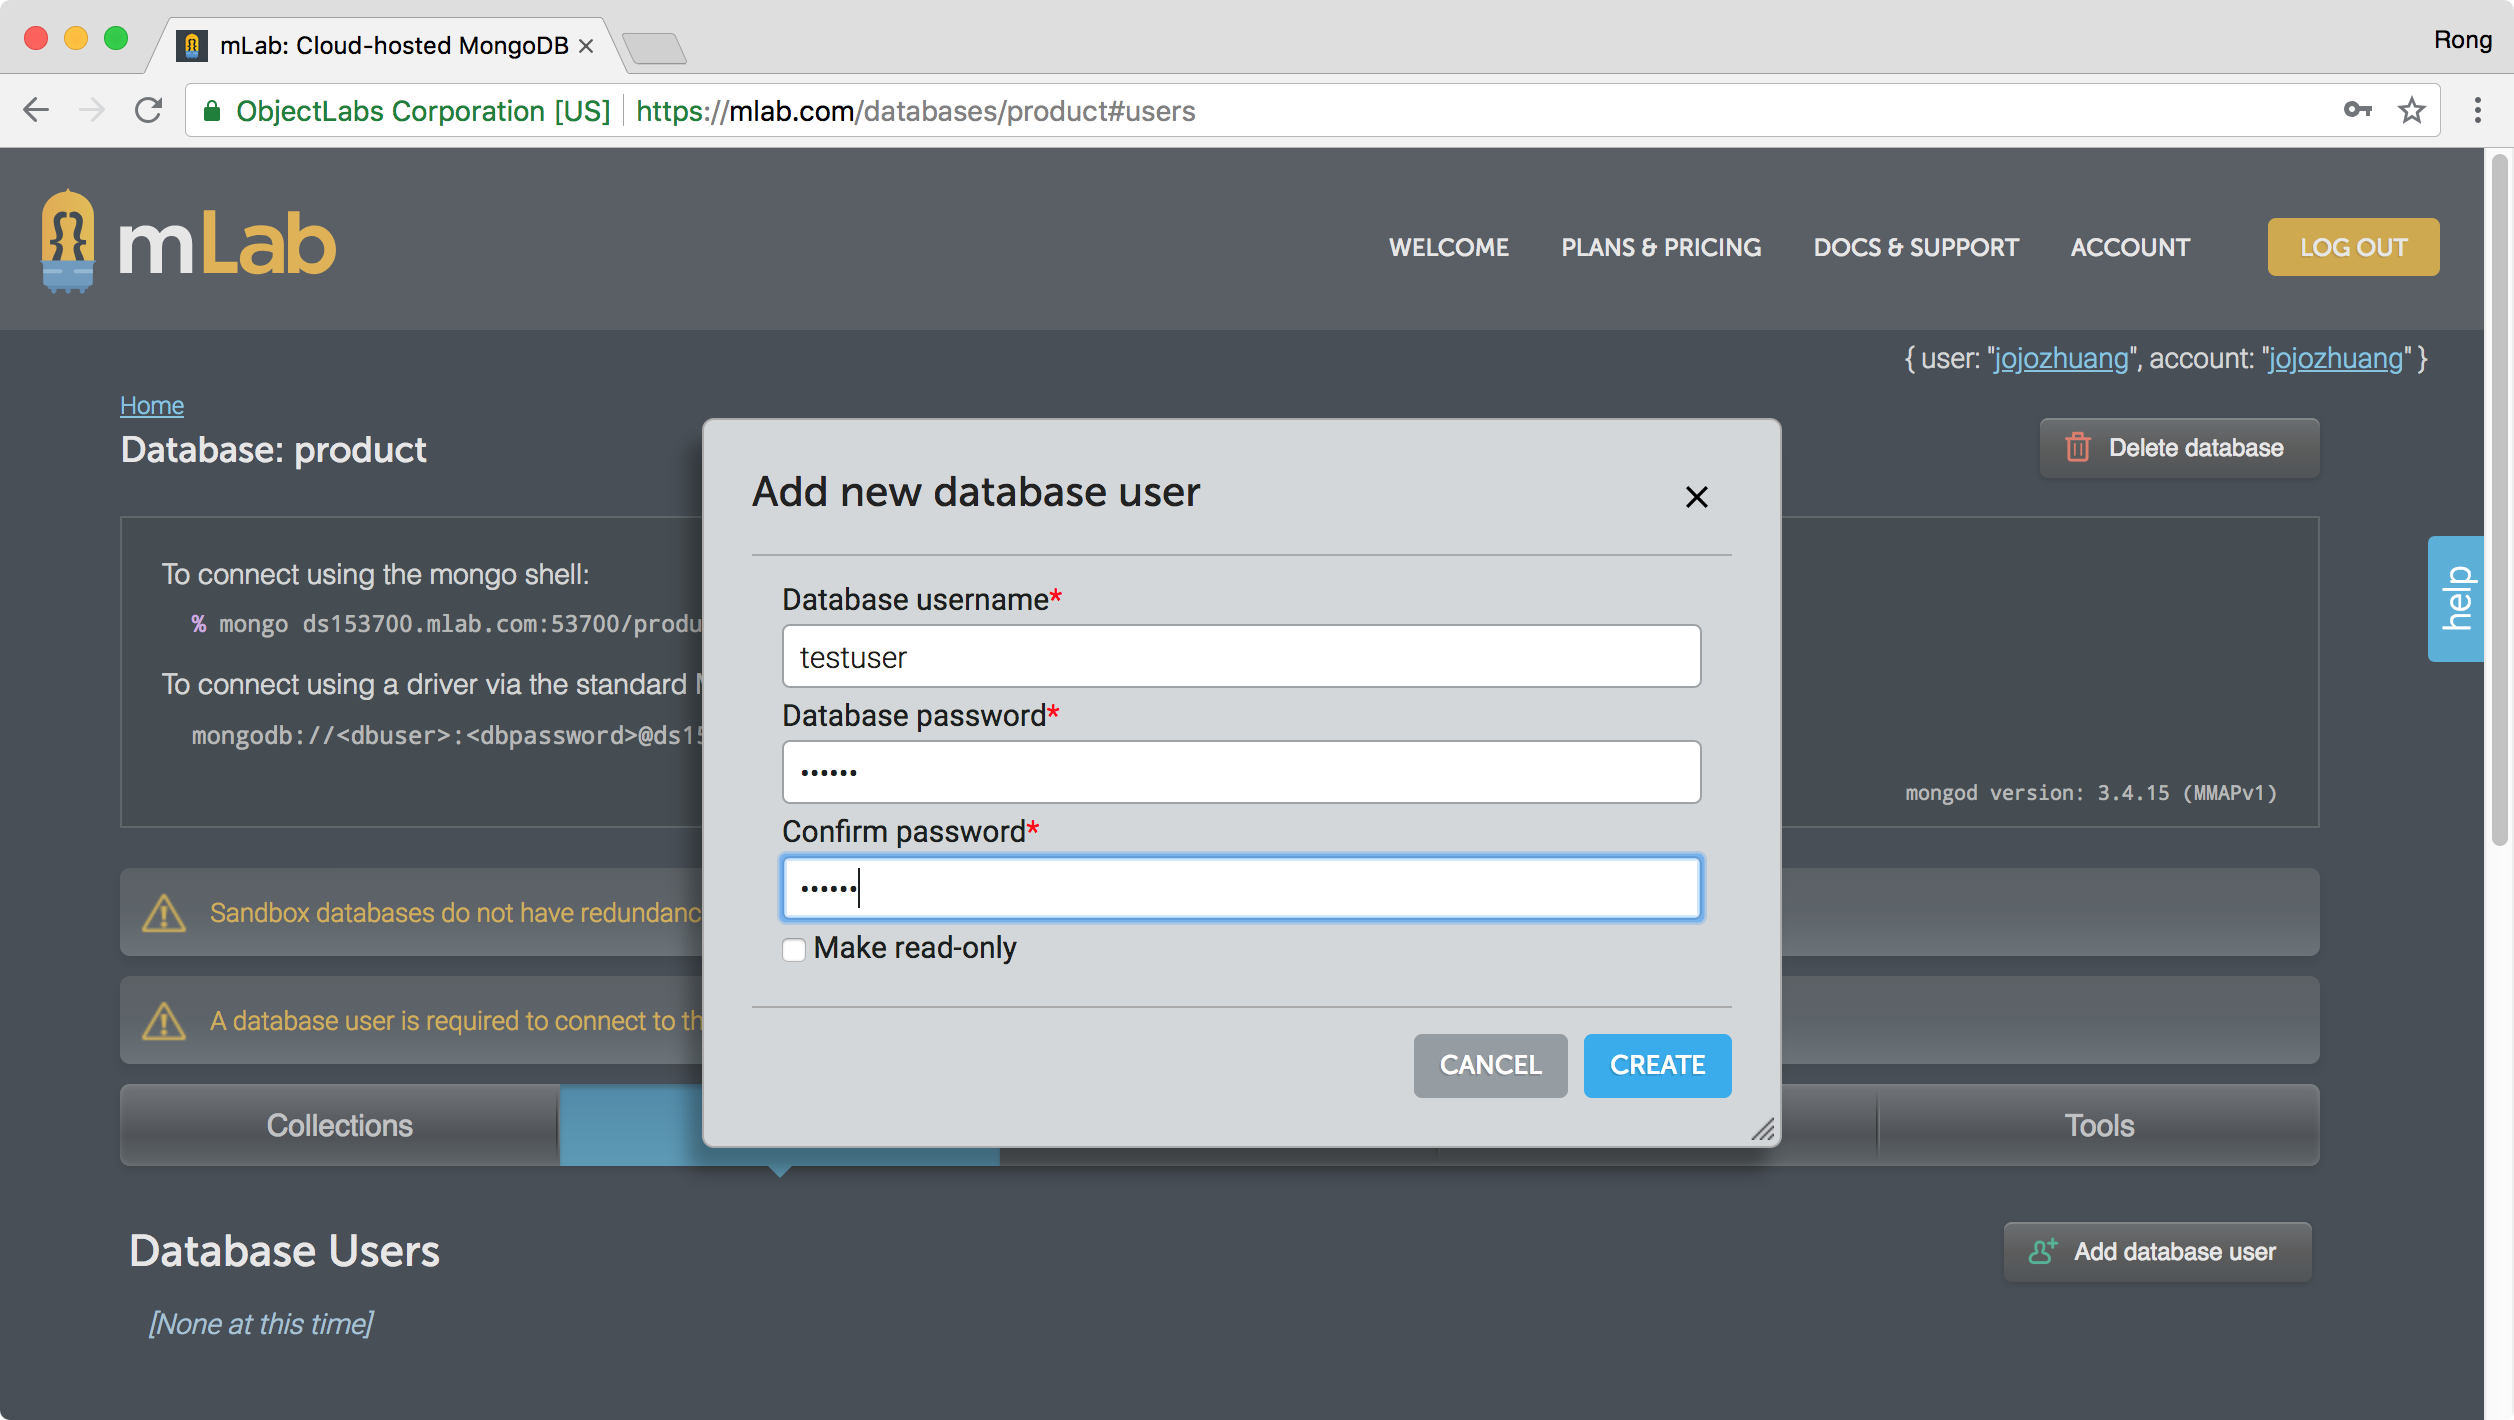 mLab: Cloud-hosted MongoDB
Rong
ObjectLabs Corporation [US] https://mlab.com/databases/product#users
mLab
WELCOME PLANS & PRICING DOCS & SUPPORT ACCOUNT LOG OUT
{ user: "jojozhuang", account: "jojozhuang" }
Home
Database: product
Delete database
To connect using the mongo shell:
% mongo ds153700.mlab.com:53700/produ
To connect using a driver via the standard
mongodb://<dbuser>:<dbpassword>@ds15
mongod version: 3.4.15 (MMAPv1)
help
Add new database user
Database username*
testuser
Database password*
••••••
Confirm password*
••••••
Make read-only
CANCEL CREATE
Sandbox databases do not have redundanc
A database user is required to connect to th
Collections
Tools
Database Users
Add database user
[None at this time]